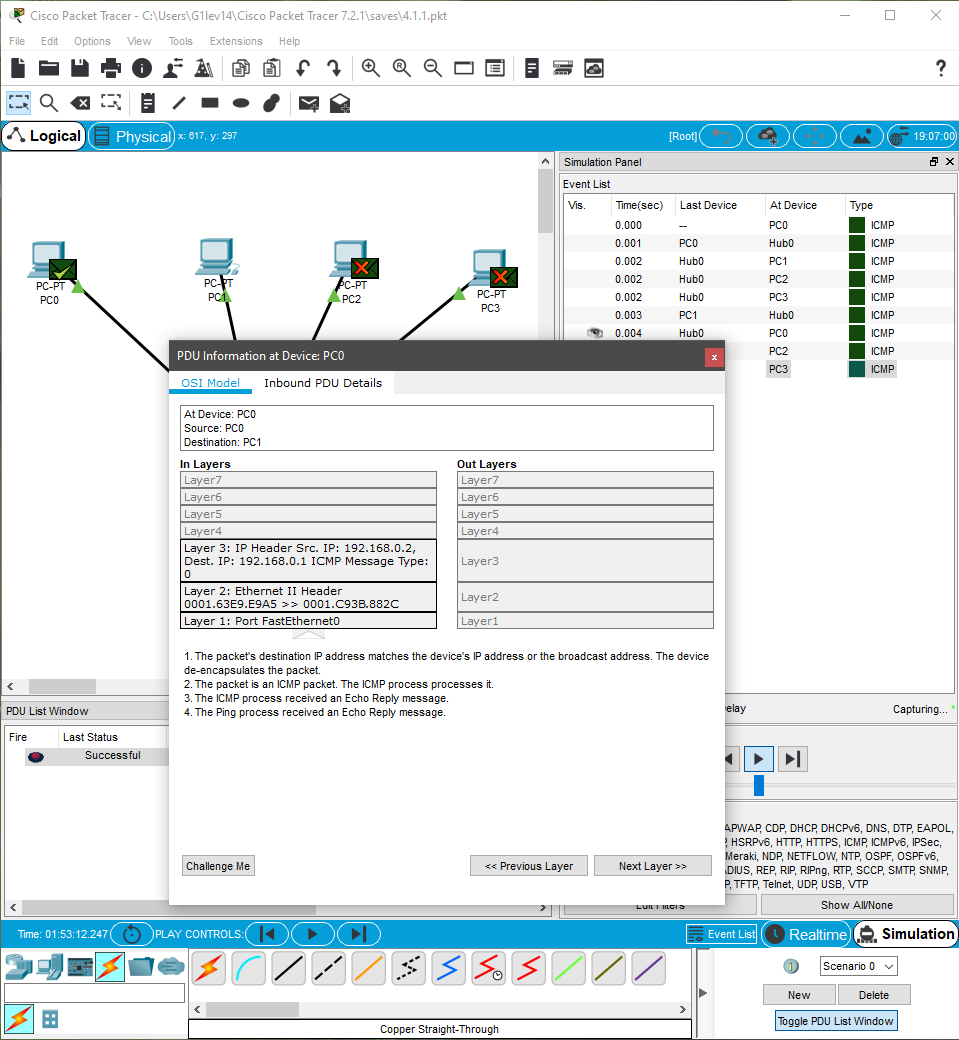 Cisco Packet Tracer - C:\Users\G1lev14\Cisco Packet Tracer 7.2.1\saves\4.1.1.pkt
File Edit Options View Tools Extensions Help
Logical Physical x: 617, y: 297 [Root] 19:07:00
Simulation Panel
Event List
Vis. Time(sec) Last Device At Device Type
0.000 -- PC0 ICMP
0.001 PC0 Hub0 ICMP
0.002 Hub0 PC1 ICMP
0.002 Hub0 PC2 ICMP
0.002 Hub0 PC3 ICMP
0.003 PC1 Hub0 ICMP
0.004 Hub0 PC0 ICMP
PC2 ICMP
PC3 ICMP
PC-PT
PC0
PC-PT
PC1
PC-PT
PC2
PC-PT
PC3
PDU Information at Device: PC0
OSI Model Inbound PDU Details
At Device: PC0
Source: PC0
Destination: PC1
In Layers Out Layers
Layer7 Layer7
Layer6 Layer6
Layer5 Layer5
Layer4 Layer4
Layer 3: IP Header Src. IP: 192.168.0.2,
Dest. IP: 192.168.0.1 ICMP Message Type: Layer3
0
Layer 2: Ethernet II Header
0001.63E9.E9A5 >> 0001.C93B.882C Layer2
Layer 1: Port FastEthernet0 Layer1
1. The packet's destination IP address matches the device's IP address or the broadcast address. The device
de-encapsulates the packet.
2. The packet is an ICMP packet. The ICMP process processes it.
3. The ICMP process received an Echo Reply message.
4. The Ping process received an Echo Reply message.
Challenge Me << Previous Layer Next Layer >>
PDU List Window
Fire Last Status
Successful
elay Capturing... *
APWAP, CDP, DHCP, DHCPv6, DNS, DTP, EAPOL,
HSRPv6, HTTP, HTTPS, ICMP, ICMPv6, IPSec,
Meraki, NDP, NETFLOW, NTP, OSPF, OSPFv6,
DIUS, REP, RIP, RIPng, RTP, SCCP, SMTP, SNMP,
TFTP, Telnet, UDP, USB, VTP
Edit Filters Show All/None
Time: 01:53:12.247 PLAY CONTROLS: Event List Realtime Simulation
Scenario 0
New Delete
Toggle PDU List Window
Copper Straight-Through